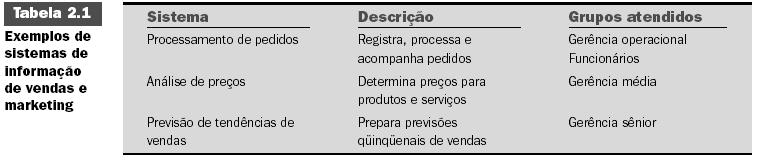 Tabela 2.1
Exemplos de
sistemas de
informação
de vendas e
marketing
Sistema Descrição Grupos atendidos
Processamento de pedidos Registra, processa e Gerência operacional
acompanha pedidos Funcionários
Análise de preços Determina preços para Gerência média
produtos e serviços
Previsão de tendências de Prepara previsões Gerência sênior
vendas qüinqüenais de vendas